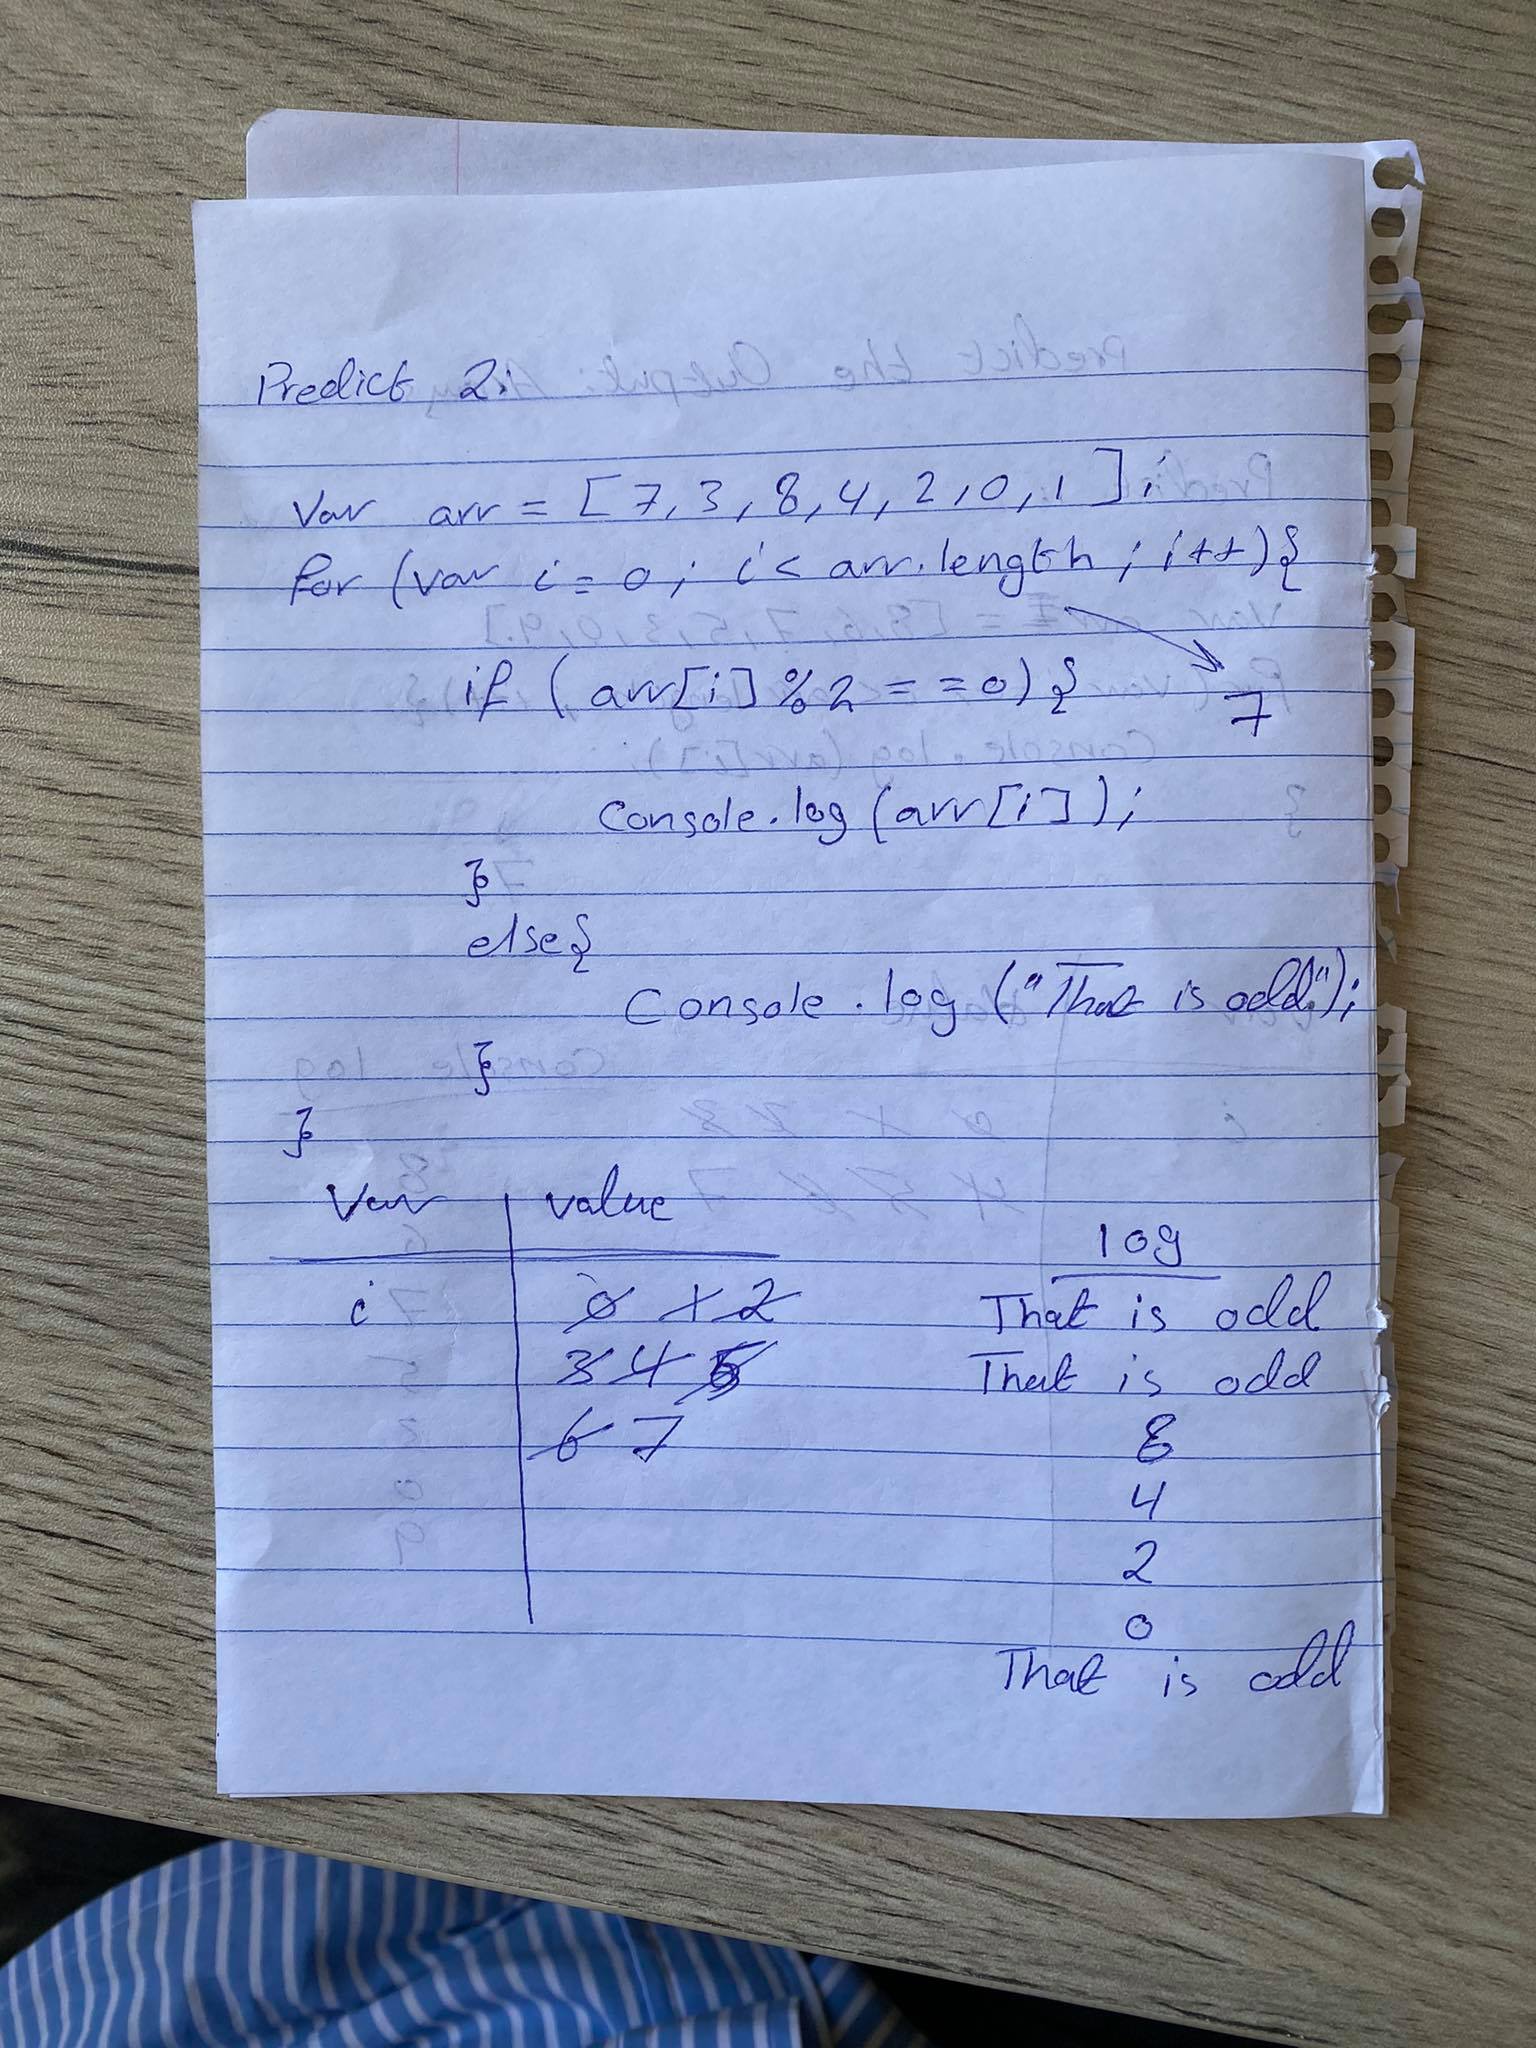 Predict 2:
var arr = [7,3,8,4,2,0,1];
for (var i=0; i< arr.length; i++){
if (arr[i]%2 ==0){
7
console.log(arr[i]);
}
else{
Console.log("That is odd.");
}
}
Var value
log
i 0 1 2 That is odd
3 4 5 That is odd
6 7 8
4
2
0
That is odd